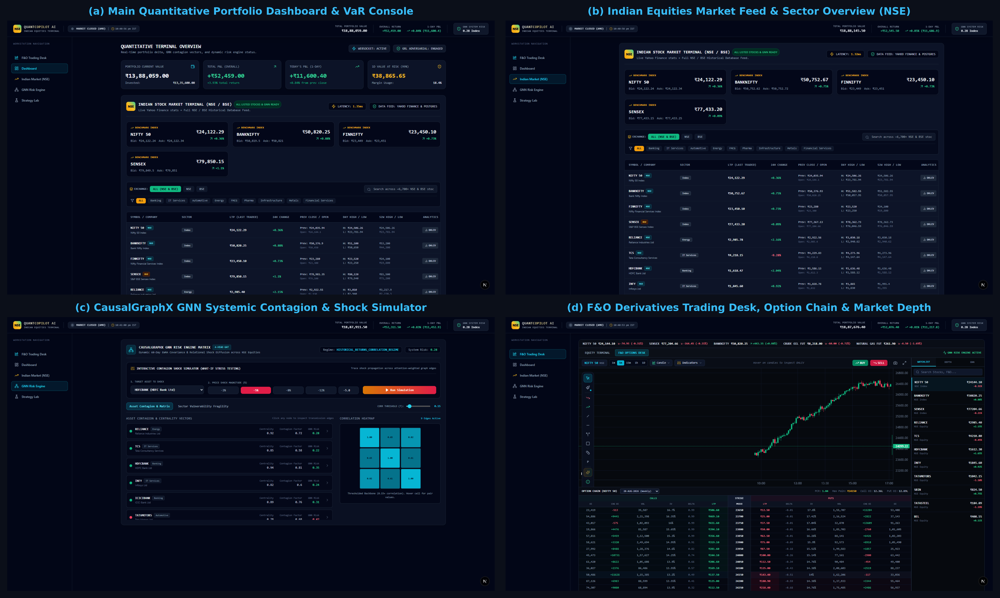 (a) Main Quantitative Portfolio Dashboard & VaR Console
NSE QUANTCOPILOT AI
INDIAN EQUITIES TERMINAL
MARKET CLOSED (AMO) | 10:40:56 pm IST
TOTAL PORTFOLIO VALUE
₹18,88,059.00
OVERALL RETURN
+₹52,459.00
1-DAY P&L
+0.84% (₹11,600.4)
GNN SYSTEM RISK
0.28 Index
WORKSTATION NAVIGATION
F&O Trading Desk
Dashboard
Indian Market (NSE)
GNN Risk Engine
Strategy Lab
QUANTITATIVE TERMINAL OVERVIEW
Real-time portfolio delta, GNN contagion vectors, and dynamic risk engine status.
WEBSOCKET: ACTIVE
GRL ADVERSARIAL: ENGAGED
PORTFOLIO CURRENT VALUE
₹13,88,059.00
Invested: ₹13,35,600.00
TOTAL P&L (OVERALL)
+₹52,459.00
+3.93% total return
TODAY'S P&L (1-DAY)
+₹11,600.40
+0.84% from prev close
1D VALUE AT RISK (99%)
₹38,865.65
Margin Usage: 18.4%
NSE INDIAN STOCK MARKET TERMINAL (NSE / BSE) ALL LISTED STOCKS & GNN READY
Live Yahoo Finance stats + Full NSE / BSE Historical Database Feed.
LATENCY: 1.35ms
DATA FEED: YAHOO FINANCE & POSTGRES
BENCHMARK INDEX
NIFTY 50 ₹24,122.29
Bid: ₹24,122.24 Ask: ₹24,122.34 +0.36%
BENCHMARK INDEX
BANKNIFTY ₹50,820.25
Bid: ₹50,819.5 Ask: ₹50,821 +0.88%
BENCHMARK INDEX
FINNIFTY ₹23,450.10
Bid: ₹23,449 Ask: ₹23,451 +0.73%
BENCHMARK INDEX
SENSEX ₹79,850.15
Bid: ₹79,849.5 Ask: ₹79,851 +1.1%
EXCHANGE: ALL (NSE & BSE) NSE BSE
Search across ~6,700+ NSE & BSE stoc
ALL Banking IT Services Automotive Energy FMCG Pharma Infrastructure Metals Financial Services
SYMBOL / COMPANY SECTOR LTP (LAST TRADED) 24H CHANGE PREV CLOSE / OPEN DAY HIGH / LOW 52W HIGH / LOW ANALYTICS
NIFTY 50 NSE Index ₹24,122.29 +0.36% Prev: ₹24,035.94 H: ₹24,506.26 ₹24,506.26 OHLCV
Nifty 50 Index Open: ₹24,144.1 L: ₹23,781.94 ₹23,781.94
BANKNIFTY NSE Index ₹50,820.25 +0.88% Prev: ₹50,376.9 H: ₹51,100 ₹53,200 OHLCV
Bank Nifty Index Open: ₹50,450 L: ₹50,650 ₹44,300
FINNIFTY NSE Index ₹23,450.10 +0.73% Prev: ₹23,280 H: ₹23,520 ₹24,100 OHLCV
Nifty Financial Services Index Open: ₹23,300 L: ₹23,250 ₹19,800
SENSEX BSE Index ₹79,850.15 +1.1% Prev: ₹78,981.35 H: ₹80,120 ₹81,500 OHLCV
S&P BSE Sensex Index Open: ₹79,100 L: ₹79,540 ₹71,200
RELIANCE NSE Energy ₹2,985.40 +2.15% Prev: ₹2,922.55 H: ₹3,010 ₹3,217.9 OHLCV
Reliance Industries Ltd Open: ₹2,930 L: ₹2,940 ₹2,220.3
N
(b) Indian Equities Market Feed & Sector Overview (NSE)
NSE QUANTCOPILOT AI
INDIAN EQUITIES TERMINAL
MARKET CLOSED (AMO) | 10:40:58 pm IST
TOTAL PORTFOLIO VALUE
₹18,88,145.50
OVERALL RETURN
+₹52,545.50
1-DAY P&L
+0.85% (₹11,686.9)
GNN SYSTEM RISK
0.28 Index
WORKSTATION NAVIGATION
F&O Trading Desk
Dashboard
Indian Market (NSE)
GNN Risk Engine
Strategy Lab
NSE INDIAN STOCK MARKET TERMINAL (NSE / BSE) ALL LISTED STOCKS & GNN READY
Live Yahoo Finance stats + Full NSE / BSE Historical Database Feed.
LATENCY: 1.32ms
DATA FEED: YAHOO FINANCE & POSTGRES
BENCHMARK INDEX
NIFTY 50 ₹24,122.29
Bid: ₹24,122.24 Ask: ₹24,122.34 +0.36%
BENCHMARK INDEX
BANKNIFTY ₹50,752.67
Bid: ₹50,752.62 Ask: ₹50,752.72 +0.75%
BENCHMARK INDEX
FINNIFTY ₹23,450.10
Bid: ₹23,449 Ask: ₹23,451 +0.73%
BENCHMARK INDEX
SENSEX ₹77,433.20
Bid: ₹77,433.15 Ask: ₹77,433.25 +0.09%
EXCHANGE: ALL (NSE & BSE) NSE BSE
Search across ~6,700+ NSE & BSE stoc
ALL Banking IT Services Automotive Energy FMCG Pharma Infrastructure Metals Financial Services
SYMBOL / COMPANY SECTOR LTP (LAST TRADED) 24H CHANGE PREV CLOSE / OPEN DAY HIGH / LOW 52W HIGH / LOW ANALYTICS
NIFTY 50 NSE Index ₹24,122.29 +0.36% Prev: ₹24,035.94 H: ₹24,506.26 ₹24,506.26 OHLCV
Nifty 50 Index Open: ₹24,144.1 L: ₹23,781.94 ₹23,781.94
BANKNIFTY NSE Index ₹50,752.67 +0.75% Prev: ₹50,376.93 H: ₹51,582.55 ₹51,582.55 OHLCV
Bank Nifty Index Open: ₹50,820.25 L: ₹50,057.95 ₹50,057.95
FINNIFTY NSE Index ₹23,450.10 +0.73% Prev: ₹23,280 H: ₹23,520 ₹24,100 OHLCV
Nifty Financial Services Index Open: ₹23,300 L: ₹23,250 ₹19,800
SENSEX BSE Index ₹77,433.20 +0.09% Prev: ₹77,367.13 H: ₹78,362.73 ₹78,362.73 OHLCV
S&P BSE Sensex Index Open: ₹77,204.66 L: ₹76,046.59 ₹76,046.59
RELIANCE NSE Energy ₹2,985.78 +2.16% Prev: ₹2,922.56 H: ₹3,030.18 ₹3,030.18 OHLCV
Reliance Industries Ltd Open: ₹2,985.4 L: ₹2,940.62 ₹2,940.62
TCS NSE IT Services ₹4,218.15 -0.28% Prev: ₹4,229.83 H: ₹4,273.96 ₹4,273.96 OHLCV
Tata Consultancy Services Open: ₹4,210.8 L: ₹4,147.64 ₹4,147.64
HDFCBANK NSE Banking ₹1,618.47 +2.04% Prev: ₹1,586.13 H: ₹1,636.48 ₹1,636.48 OHLCV
HDFC Bank Ltd Open: ₹1,612.3 L: ₹1,588.12 ₹1,588.12
INFY NSE IT Services ₹1,845.60 +0.92% Prev: ₹1,828.78 H: ₹1,865 ₹1,991.4 OHLCV
Infosys Ltd Open: ₹1,832 L: ₹1,830 ₹1,355
N
(c) CausalGraphX GNN Systemic Contagion & Shock Simulator
NSE QUANTCOPILOT AI
INDIAN EQUITIES TERMINAL
MARKET CLOSED (AMO) | 10:41:00 pm IST
TOTAL PORTFOLIO VALUE
₹18,87,911.50
OVERALL RETURN
+₹52,311.50
1-DAY P&L
+0.83% (₹11,452.9)
GNN SYSTEM RISK
0.28 Index
WORKSTATION NAVIGATION
F&O Trading Desk
Dashboard
Indian Market (NSE)
GNN Risk Engine
Strategy Lab
CAUSALGRAPHX GNN RISK ENGINE MATRIX 4-HEAD GAT
Dynamic 60-Day EWMA Covariance & Relational Shock Diffusion across NSE Equities
Regime: HISTORICAL_RETURNS_CORRELATION_REGIME
System Risk: 0.28
INTERACTIVE CONTAGION SHOCK SIMULATOR (WHAT-IF STRESS TESTING)
Trace shock propagation across attention-weighted graph edges
1. TARGET ASSET TO SHOCK
HDFCBANK (HDFC Bank Ltd)
2. PRICE SHOCK MAGNITUDE (%)
-2% -5% -8% -12% -5.0
Run Simulation
Asset Contagion & Matrix Sector Vulnerability Fragility
CORR THRESHOLD (T): 0.15
ASSET CONTAGION & CENTRALITY VECTORS
Click any node to inspect transmission edges
RELIANCE Energy Centrality Contagion Factor GNN Risk
Reliance Industries Ltd 0.92 0.72 0.28
TCS IT Services Centrality Contagion Factor GNN Risk
Tata Consultancy Services 0.85 0.58 0.22
HDFCBANK Banking Centrality Contagion Factor GNN Risk
HDFC Bank Ltd 0.94 0.81 0.35
INFY IT Services Centrality Contagion Factor GNN Risk
Infosys Ltd 0.82 0.6 0.24
ICICIBANK Banking Centrality Contagion Factor GNN Risk
ICICI Bank Ltd 0.89 0.76 0.31
TATAMOTORS Automotive Centrality Contagion Factor GNN Risk
Tata Motors Ltd 0.78 0.68 0.42
CORRELATION HEATMAP 9 Edges Active
1.00 0.65 0.82
0.65 1.00 0.61
0.82 0.61 1.00
Thresholded Backbone (0.15+ correlation). Hover cell for pair
values.
N
(d) F&O Derivatives Trading Desk, Option Chain & Market Depth
NSE QUANTCOPILOT AI
INDIAN EQUITIES TERMINAL
MARKET CLOSED (AMO) | 10:40:53 pm IST
TOTAL PORTFOLIO VALUE
₹18,87,676.40
OVERALL RETURN
+₹52,076.40
1-DAY P&L
+0.81% (₹11,217.8)
GNN SYSTEM RISK
0.28 Index
WORKSTATION NAVIGATION
F&O Trading Desk
Dashboard
Indian Market (NSE)
GNN Risk Engine
Strategy Lab
NIFTY 50 ₹24,144.10 -74.95 (-0.31%) SENSEX ₹77,204.66 -164.45 (-0.21%) BANKNIFTY ₹50,820.25 +443.35 (+0.88%) CRUDE OIL FUT ₹8,218.00 -60.00 (-0.72%) NATURAL GAS FUT ₹261.90 -4.50 (-1.69%)
EQUITY TERMINAL F&O OPTIONS DESK GNN RISK ENGINE ACTIVE
NIFTY 50 NSE 1m 5m 15m 1h 1D Candle Indicators
Hover on candles to inspect OHLCV
BUY SELL
26800.00
26400.00
26000.00
25600.00
25200.00
24800.00
24400.00
24099.22
23600.00
23200.00
P
10:00 12:00 13:30 15:00 17:00
WATCHLIST DEPTH GNN
Search Stocks, F&O...
NIFTY 50 ₹24144.10
NSE Index -0.31%
BANKNIFTY ₹50820.25
NSE Index +0.88%
SENSEX ₹77204.66
NSE Index -0.21%
RELIANCE ₹2985.40
NSE Equity +2.15%
TCS ₹4210.80
NSE Equity -0.45%
HDFCBANK ₹1612.30
NSE Equity +1.65%
INFY ₹1845.60
NSE Equity +0.92%
TATAMOTORS ₹1042.15
NSE Equity -1.10%
SBIN ₹824.50
NSE Equity +0.75%
TATASTEEL ₹184.09
NSE Equity -1.19%
BEL ₹408.55
NSE Equity +0.11%
OPTION CHAIN (NIFTY 50) 28-AUG-2026 (Weekly) PCR: 1.04 Max Pain: ₹24150 Call OI: 12.36L Put OI: 12.89L
CALLS STRIKE PUTS
OI CHG OI VOL IV DELTA LTP PRICE LTP DELTA IV VOL CHG OI OI
23,419 -513 35,587 16.7% 0.99 ₹506.60 23650 ₹12.50 -0.01 17.8% 1,55,707 +11284 53,408
54,886 +9441 2,21,398 16.35% 0.99 ₹469.10 23700 ₹25.00 -0.01 17.42% 2,16,524 +2822 37,143
43,017 -575 1,02,093 16% 0.99 ₹431.60 23750 ₹37.50 -0.01 17.04% 32,870 +13609 91,263
19,866 +4476 81,587 15.65% 0.99 ₹394.10 23800 ₹50.00 -0.01 16.66% 1,85,703 -2760 1,01,605
57,811 +5459 2,12,500 15.3% 0.99 ₹356.60 23850 ₹62.50 -0.01 16.28% 88,141 +6426 1,02,203
58,621 +3320 2,49,694 14.95% 0.91 ₹319.10 23900 ₹75.00 -0.09 15.9% 92,573 +8918 1,05,490
27,992 +8488 1,28,376 14.6% 0.82 ₹281.60 23950 ₹87.50 -0.18 15.52% 1,99,583 +1857 25,923
45,473 +10731 1,57,627 14.25% 0.74 ₹244.10 24000 ₹100.00 -0.26 15.14% 77,161 -2900 63,442
61,420 +8622 1,05,608 13.9% 0.66 ₹206.60 24050 ₹112.50 -0.34 14.76% 90,484 -454 49,400
36,027 +2376 86,486 13.55% 0.57 ₹169.10 24100 ₹125.00 -0.43 14.38% 2,08,603 +2519 88,237
50,486 +11628 1,15,385 13.2% 0.49 ₹137.50 24150 ₹143.40 -0.51 14% 1,62,206 -117 33,036
87,126 +6983 88,599 13.55% 0.41 ₹125.00 24200 ₹180.90 -0.59 14.38% 1,37,933 +3344 55,464
74,307 +9080 68,894 13.9% 0.32 ₹112.50 24250 ₹218.40 -0.68 14.76% 1,75,485 +2486 56,937
N